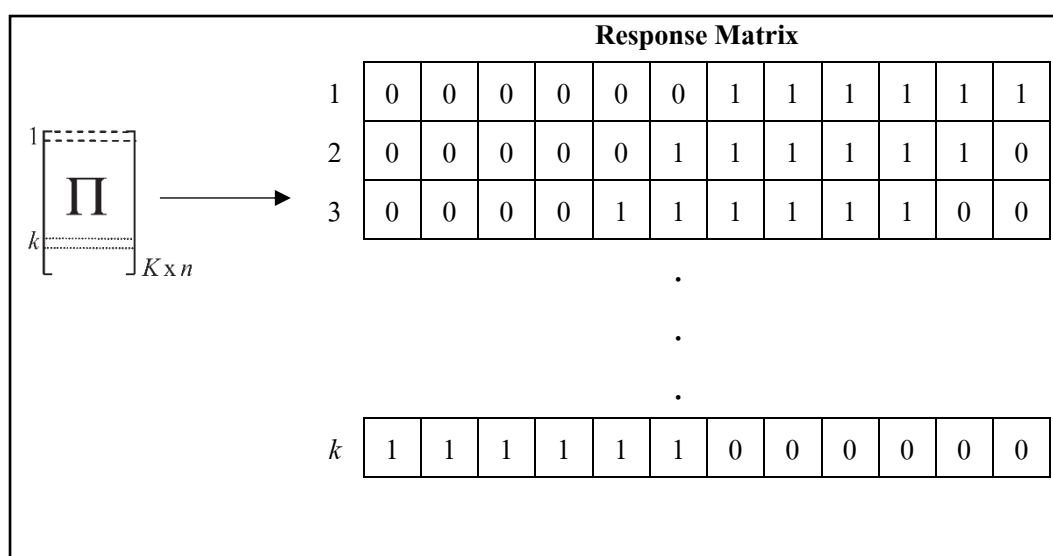 Response Matrix
1 0 0 0 0 0 0 1 1 1 1 1 1
1
2 0 0 0 0 0 1 1 1 1 1 1 0
Π
3 0 0 0 0 1 1 1 1 1 1 0 0
k
K x n
.
.
.
k 1 1 1 1 1 1 0 0 0 0 0 0